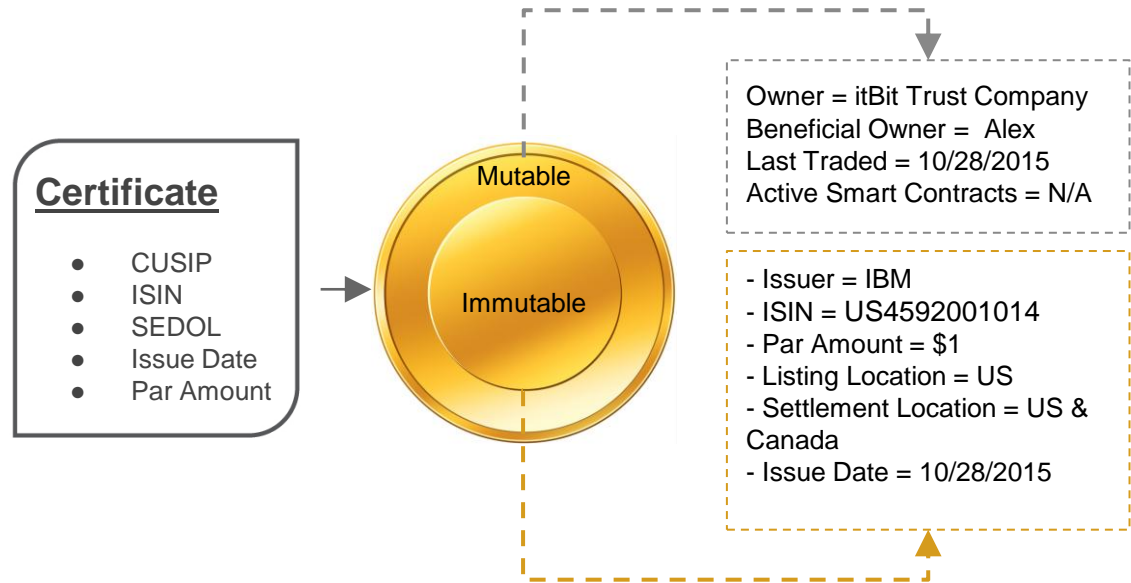 Certificate
● CUSIP
● ISIN
● SEDOL
● Issue Date
● Par Amount
Mutable
Immutable
Owner = itBit Trust Company
Beneficial Owner = Alex
Last Traded = 10/28/2015
Active Smart Contracts = N/A
- Issuer = IBM
- ISIN = US4592001014
- Par Amount = $1
- Listing Location = US
- Settlement Location = US &
Canada
- Issue Date = 10/28/2015